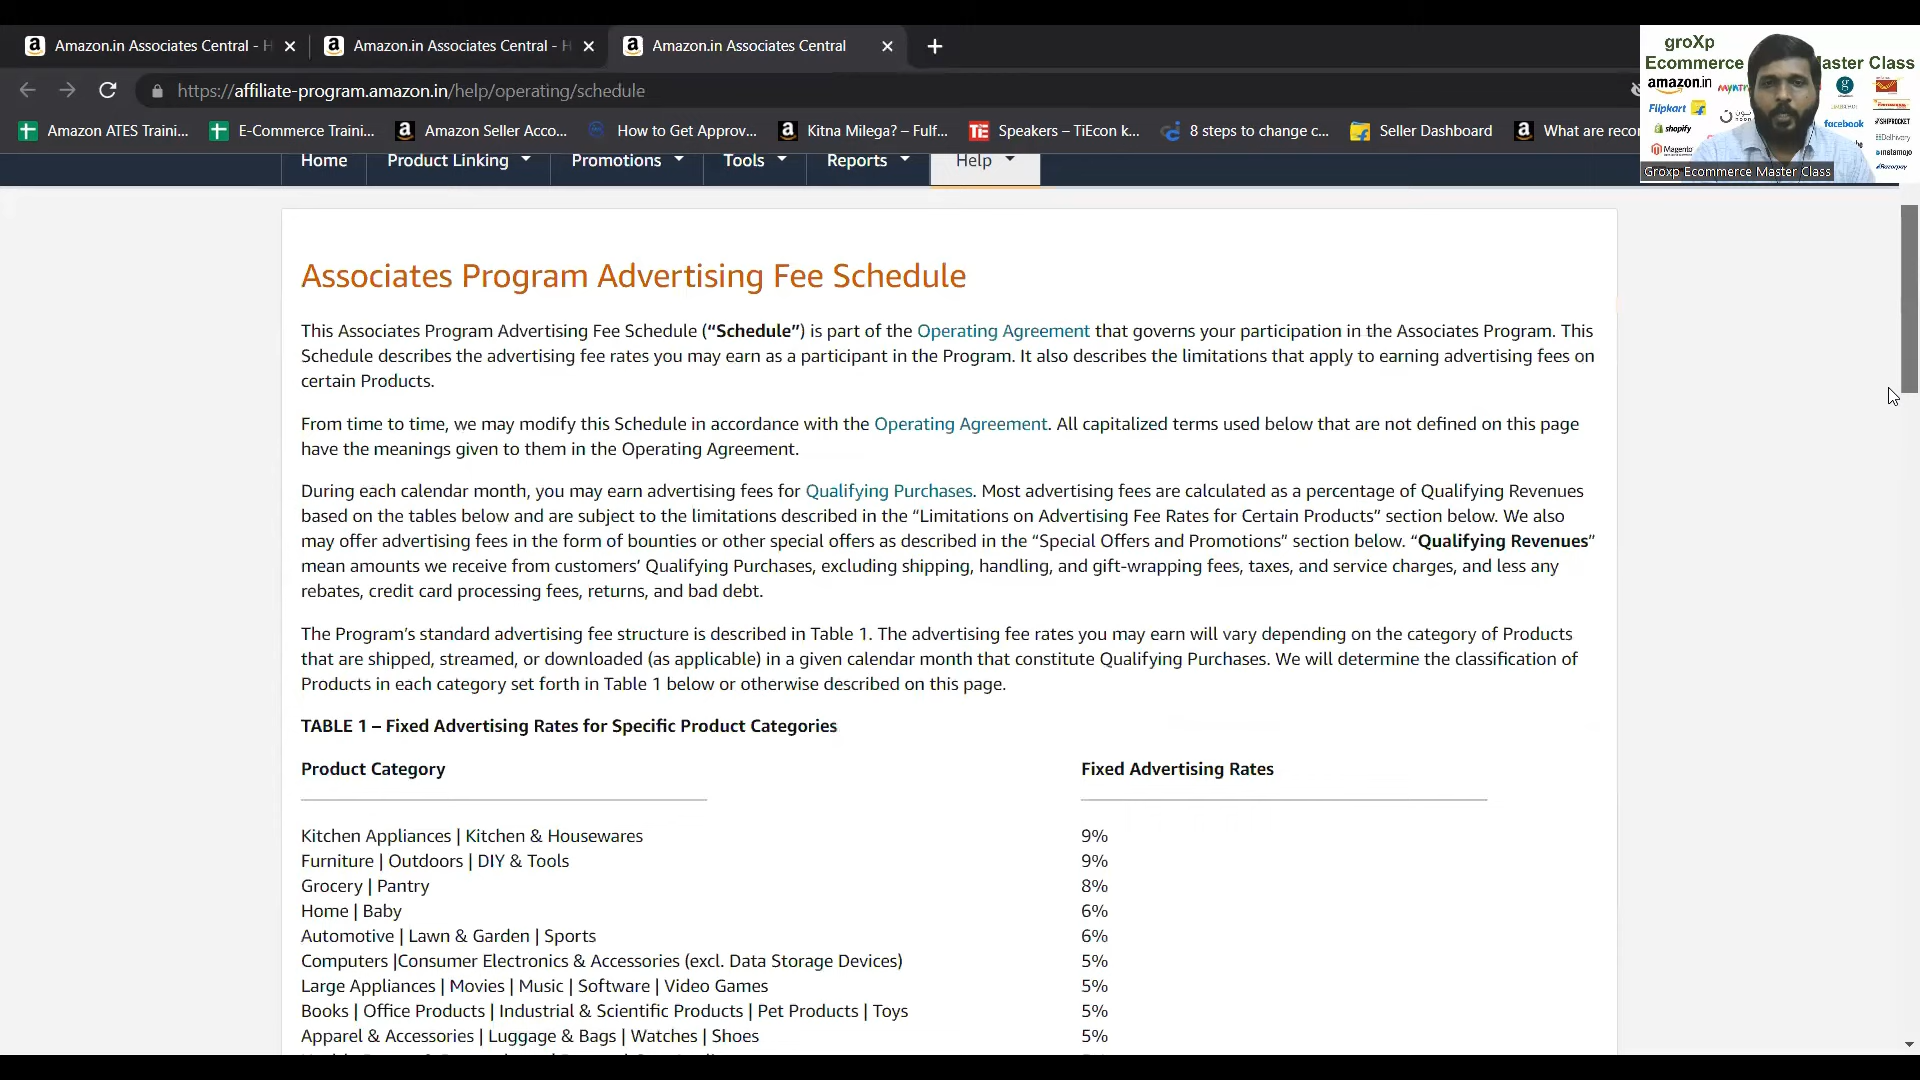 Amazon.in Associates Central - H
Amazon.in Associates Central - H
Amazon.in Associates Central
https://affiliate-program.amazon.in/help/operating/schedule
Amazon ATES Traini...
E-Commerce Traini...
Amazon Seller Acco...
How to Get Approv...
Kitna Milega? – Fulf...
TiE
Speakers – TiEcon k...
8 steps to change c...
Seller Dashboard
What are recor
groXp
Ecommerce Master Class
amazon.in
Flipkart
shopify
Magento
facebook
SHIPROCKET
Delhivery
instamojo
Razorpay
Groxp Ecommerce Master Class
Home
Product Linking
Promotions
Tools
Reports
Help
Associates Program Advertising Fee Schedule
This Associates Program Advertising Fee Schedule (“Schedule”) is part of the Operating Agreement that governs your participation in the Associates Program. This
Schedule describes the advertising fee rates you may earn as a participant in the Program. It also describes the limitations that apply to earning advertising fees on
certain Products.
From time to time, we may modify this Schedule in accordance with the Operating Agreement. All capitalized terms used below that are not defined on this page
have the meanings given to them in the Operating Agreement.
During each calendar month, you may earn advertising fees for Qualifying Purchases. Most advertising fees are calculated as a percentage of Qualifying Revenues
based on the tables below and are subject to the limitations described in the “Limitations on Advertising Fee Rates for Certain Products” section below. We also
may offer advertising fees in the form of bounties or other special offers as described in the “Special Offers and Promotions” section below. “Qualifying Revenues”
mean amounts we receive from customers’ Qualifying Purchases, excluding shipping, handling, and gift-wrapping fees, taxes, and service charges, and less any
rebates, credit card processing fees, returns, and bad debt.
The Program’s standard advertising fee structure is described in Table 1. The advertising fee rates you may earn will vary depending on the category of Products
that are shipped, streamed, or downloaded (as applicable) in a given calendar month that constitute Qualifying Purchases. We will determine the classification of
Products in each category set forth in Table 1 below or otherwise described on this page.
TABLE 1 – Fixed Advertising Rates for Specific Product Categories
Product Category Fixed Advertising Rates
Kitchen Appliances | Kitchen & Housewares 9%
Furniture | Outdoors | DIY & Tools 9%
Grocery | Pantry 8%
Home | Baby 6%
Automotive | Lawn & Garden | Sports 6%
Computers |Consumer Electronics & Accessories (excl. Data Storage Devices) 5%
Large Appliances | Movies | Music | Software | Video Games 5%
Books | Office Products | Industrial & Scientific Products | Pet Products | Toys 5%
Apparel & Accessories | Luggage & Bags | Watches | Shoes 5%